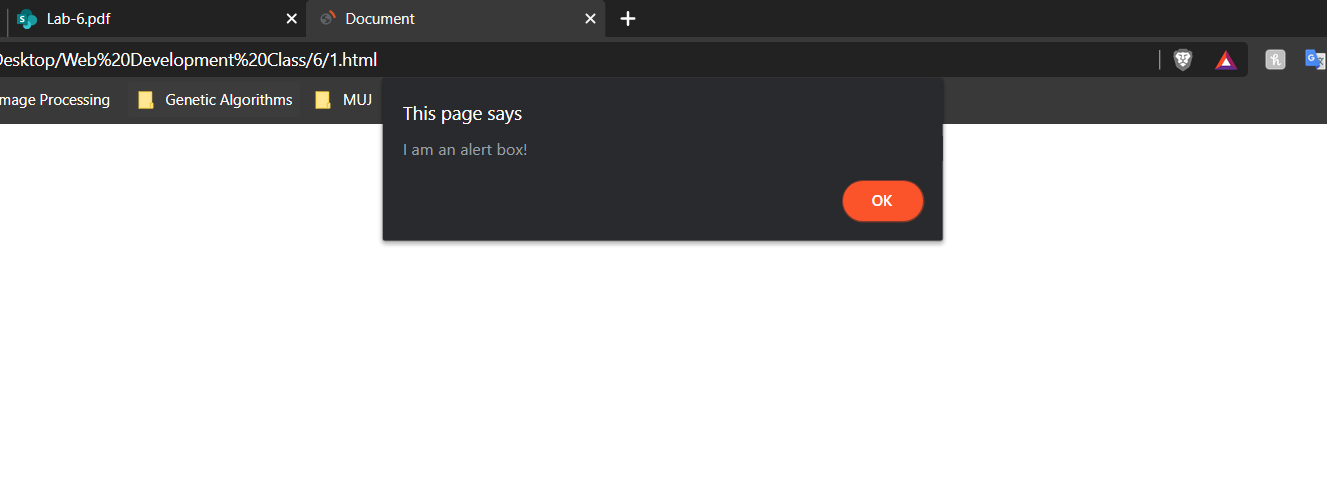 Lab-6.pdf
Document
Desktop/Web%20Development%20Class/6/1.html
mage Processing
Genetic Algorithms
MUJ
This page says
I am an alert box!
OK